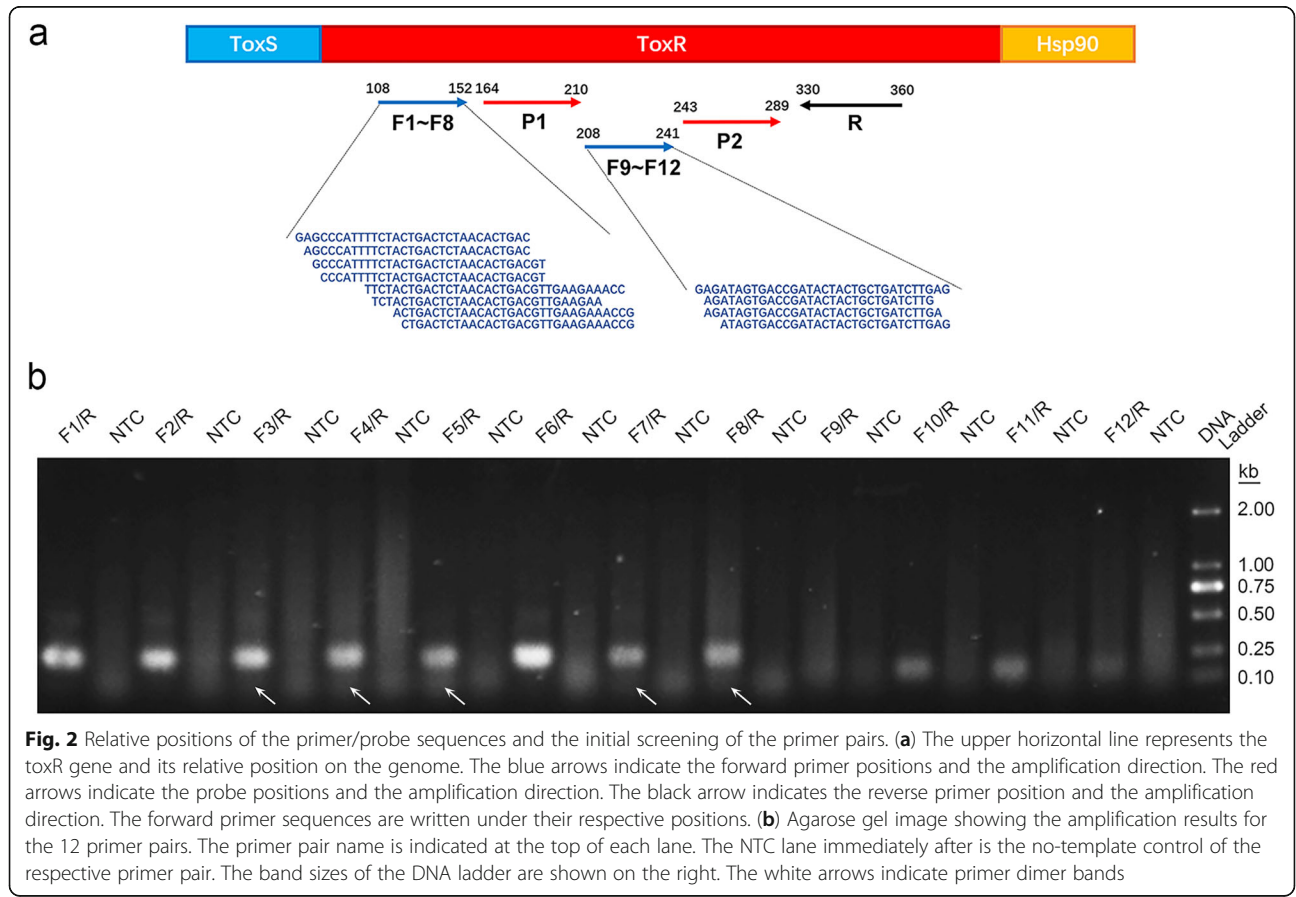 a
ToxS ToxR Hsp90
108 152 164 210 330 360
F1~F8 P1 243 289 R
208 241 P2
F9~F12
GAGCCCATTTTCTACTGACTCTAACACTGAC
AGCCCATTTTCTACTGACTCTAACACTGAC
GCCCATTTTCTACTGACTCTAACACTGACGT
CCCATTTTCTACTGACTCTAACACTGACGT
TTCTACTGACTCTAACACTGACGTTGAAGAAACC
TCTACTGACTCTAACACTGACGTTGAAGAA
ACTGACTCTAACACTGACGTTGAAGAAACCG
CTGACTCTAACACTGACGTTGAAGAAACCG
GAGATAGTGACCGATACTACTGCTGATCTTGAG
AGATAGTGACCGATACTACTGCTGATCTTG
AGATAGTGACCGATACTACTGCTGATCTTGA
ATAGTGACCGATACTACTGCTGATCTTGAG
b
F1/R NTC F2/R NTC F3/R NTC F4/R NTC F5/R NTC F6/R NTC F7/R NTC F8/R NTC F9/R NTC F10/R NTC F11/R NTC F12/R NTC DNA Ladder
kb
2.00
1.00
0.75
0.50
0.25
0.10
Fig. 2 Relative positions of the primer/probe sequences and the initial screening of the primer pairs. (a) The upper horizontal line represents the
toxR gene and its relative position on the genome. The blue arrows indicate the forward primer positions and the amplification direction. The red
arrows indicate the probe positions and the amplification direction. The black arrow indicates the reverse primer position and the amplification
direction. The forward primer sequences are written under their respective positions. (b) Agarose gel image showing the amplification results for
the 12 primer pairs. The primer pair name is indicated at the top of each lane. The NTC lane immediately after is the no-template control of the
respective primer pair. The band sizes of the DNA ladder are shown on the right. The white arrows indicate primer dimer bands